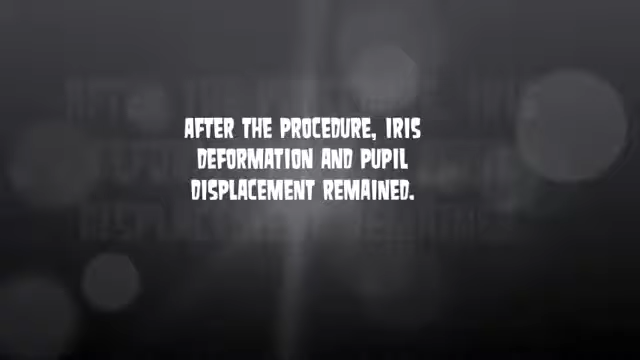 AFTER THE PROCEDURE, IRIS
DEFORMATION AND PUPIL
DISPLACEMENT REMAINED.